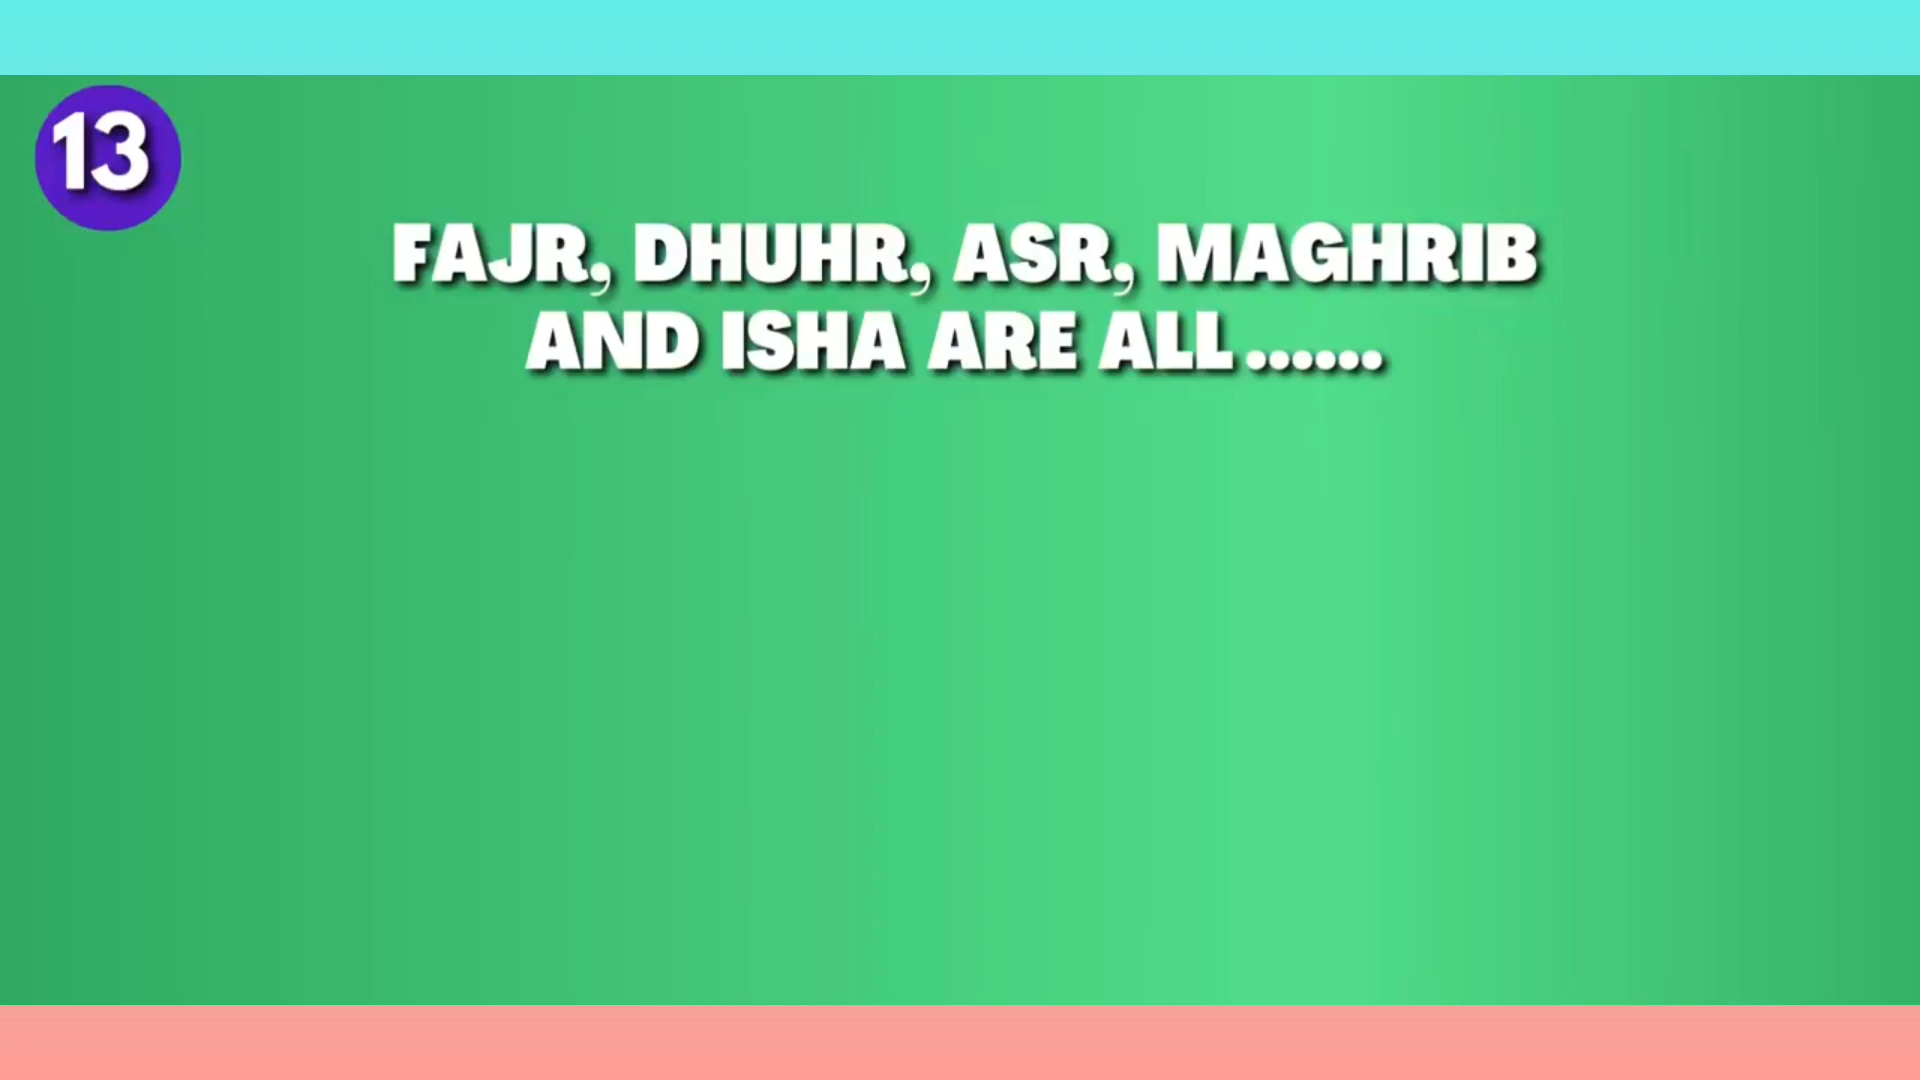 13
FAJR, DHUHR, ASR, MAGHRIB
AND ISHA ARE ALL......